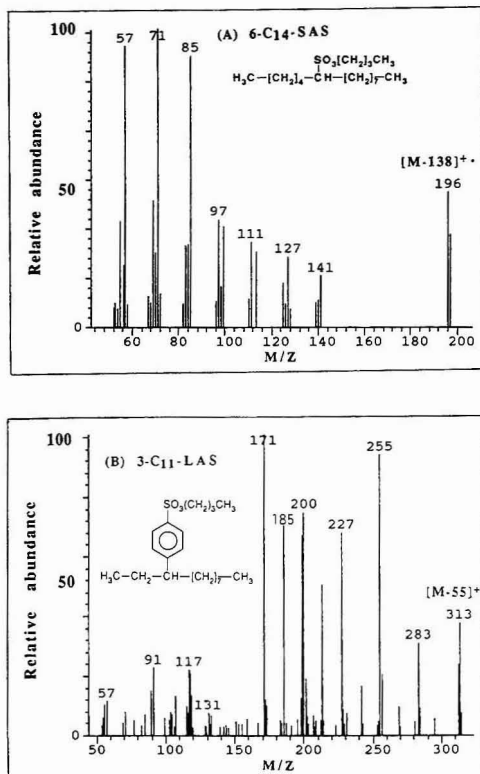 (A) 6-C14-SAS
SO3[CH2]3CH3
H3C-[CH2]4-CH-[CH2]7-CH3
[M-138]+·
57
71
85
97
111
127
141
196
Relative abundance
100
50
0
40 60 80 100 120 140 160 180 200
M/Z
(B) 3-C11-LAS
SO3(CH2)3CH3
H3C-CH2-CH-[CH2]7-CH3
[M-55]+
57
91
117
131
171
185
200
227
255
283
313
Relative abundance
100
50
0
50 100 150 200 250 300
M/Z